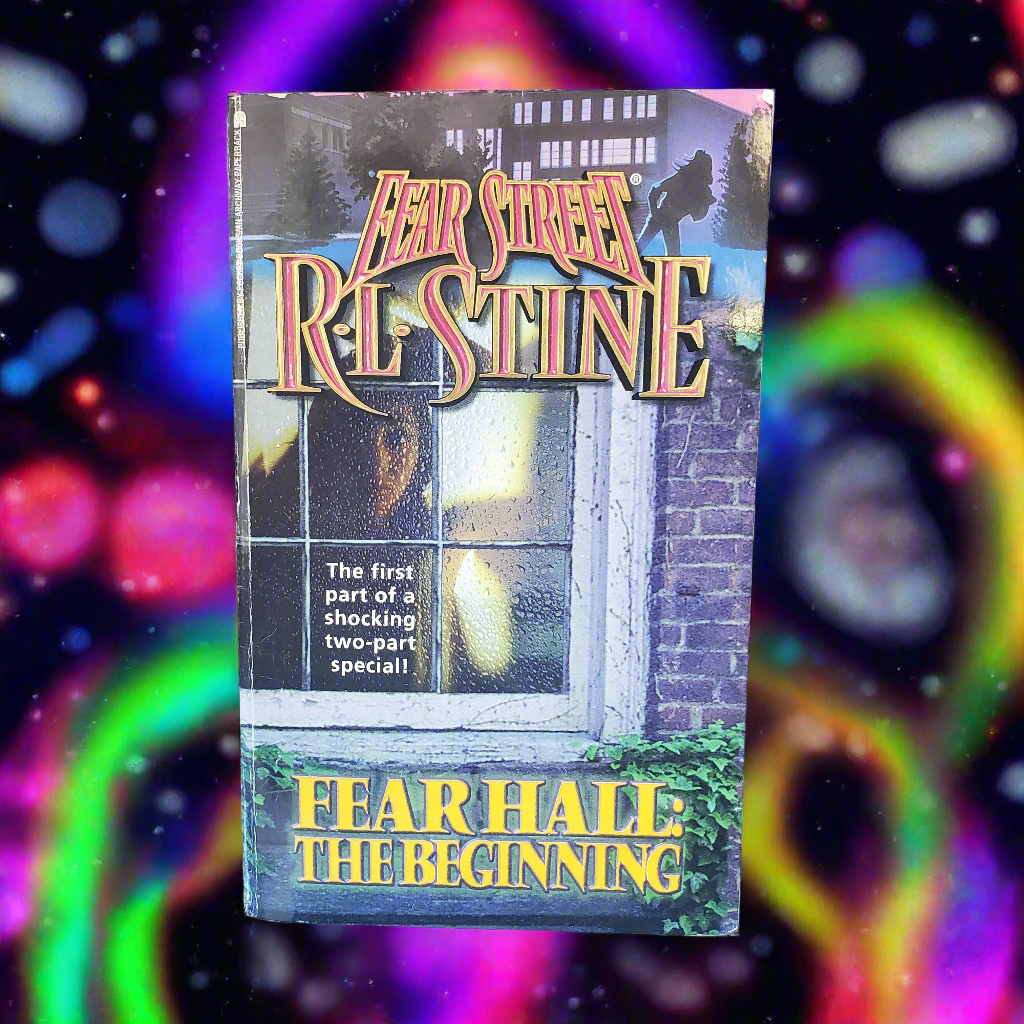 FEAR STREET®
R·L·STINE
The first
part of a
shocking
two-part
special!
FEAR HALL:
THE BEGINNING